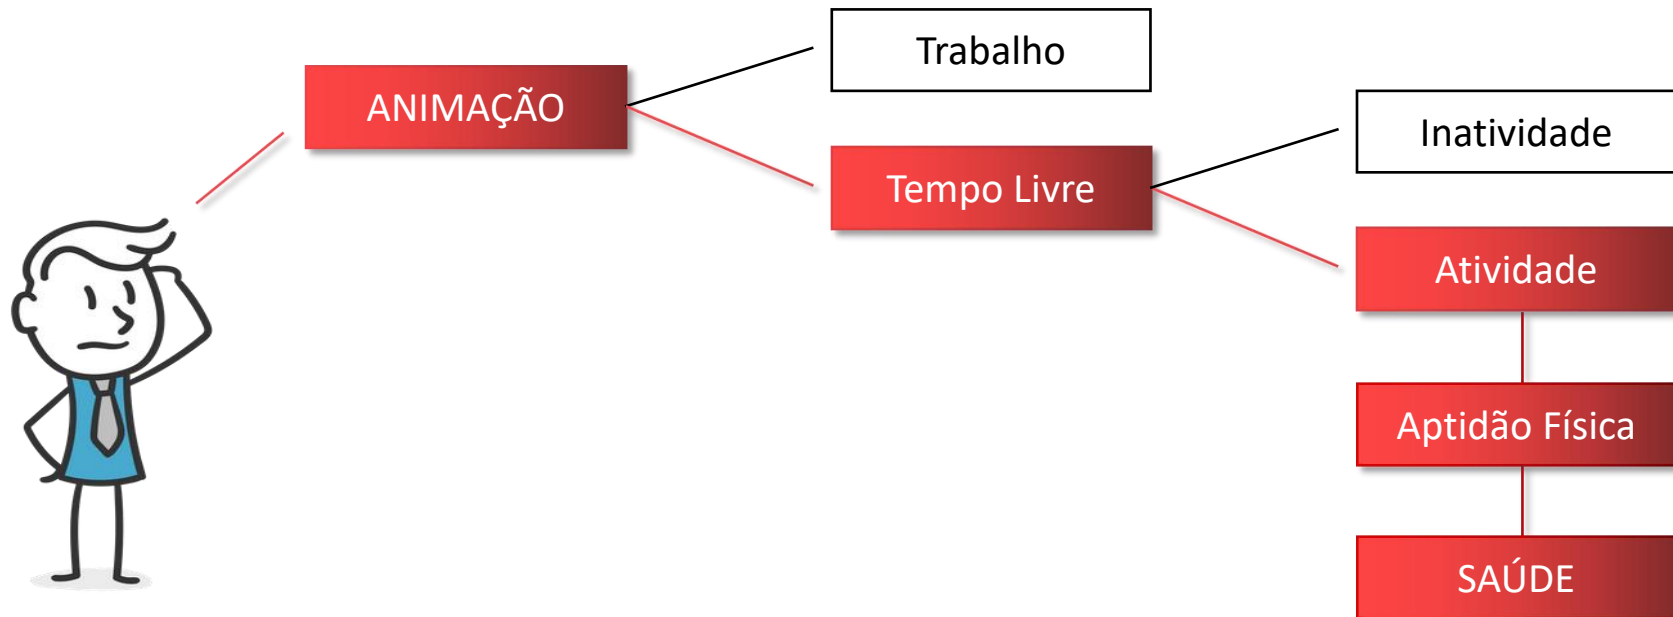 Trabalho
ANIMAÇÃO
Inatividade
Tempo Livre
Atividade
Aptidão Física
SAÚDE